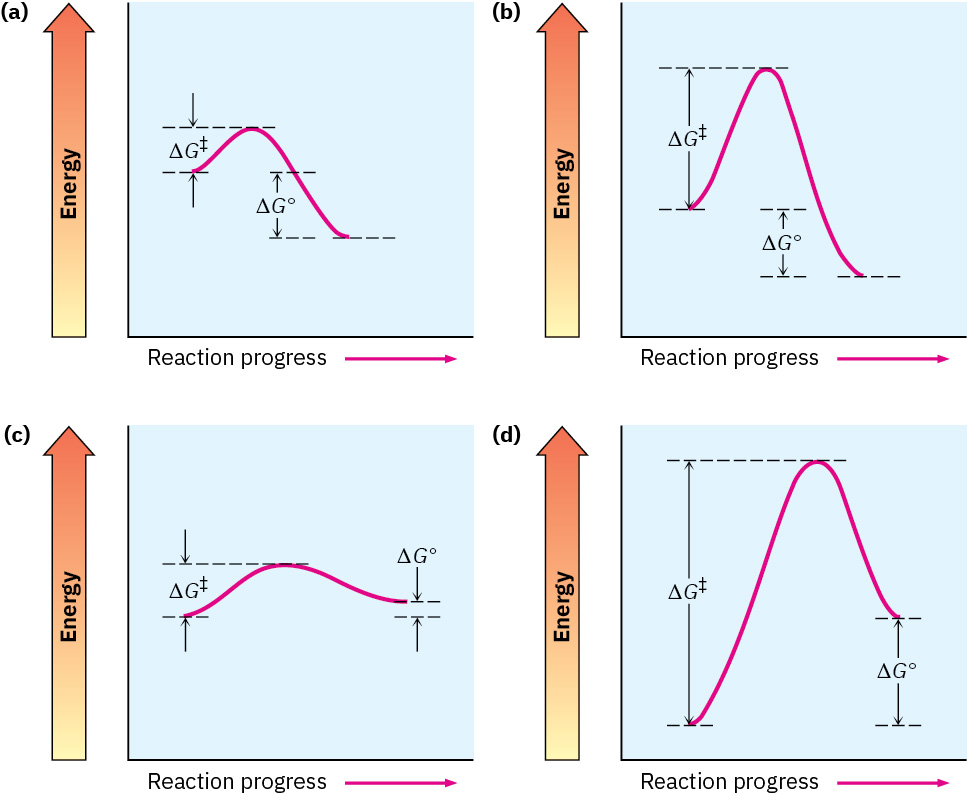 (a)
Energy
ΔG‡
ΔG°
Reaction progress
(b)
Energy
ΔG‡
ΔG°
Reaction progress
(c)
Energy
ΔG‡
ΔG°
Reaction progress
(d)
Energy
ΔG‡
ΔG°
Reaction progress